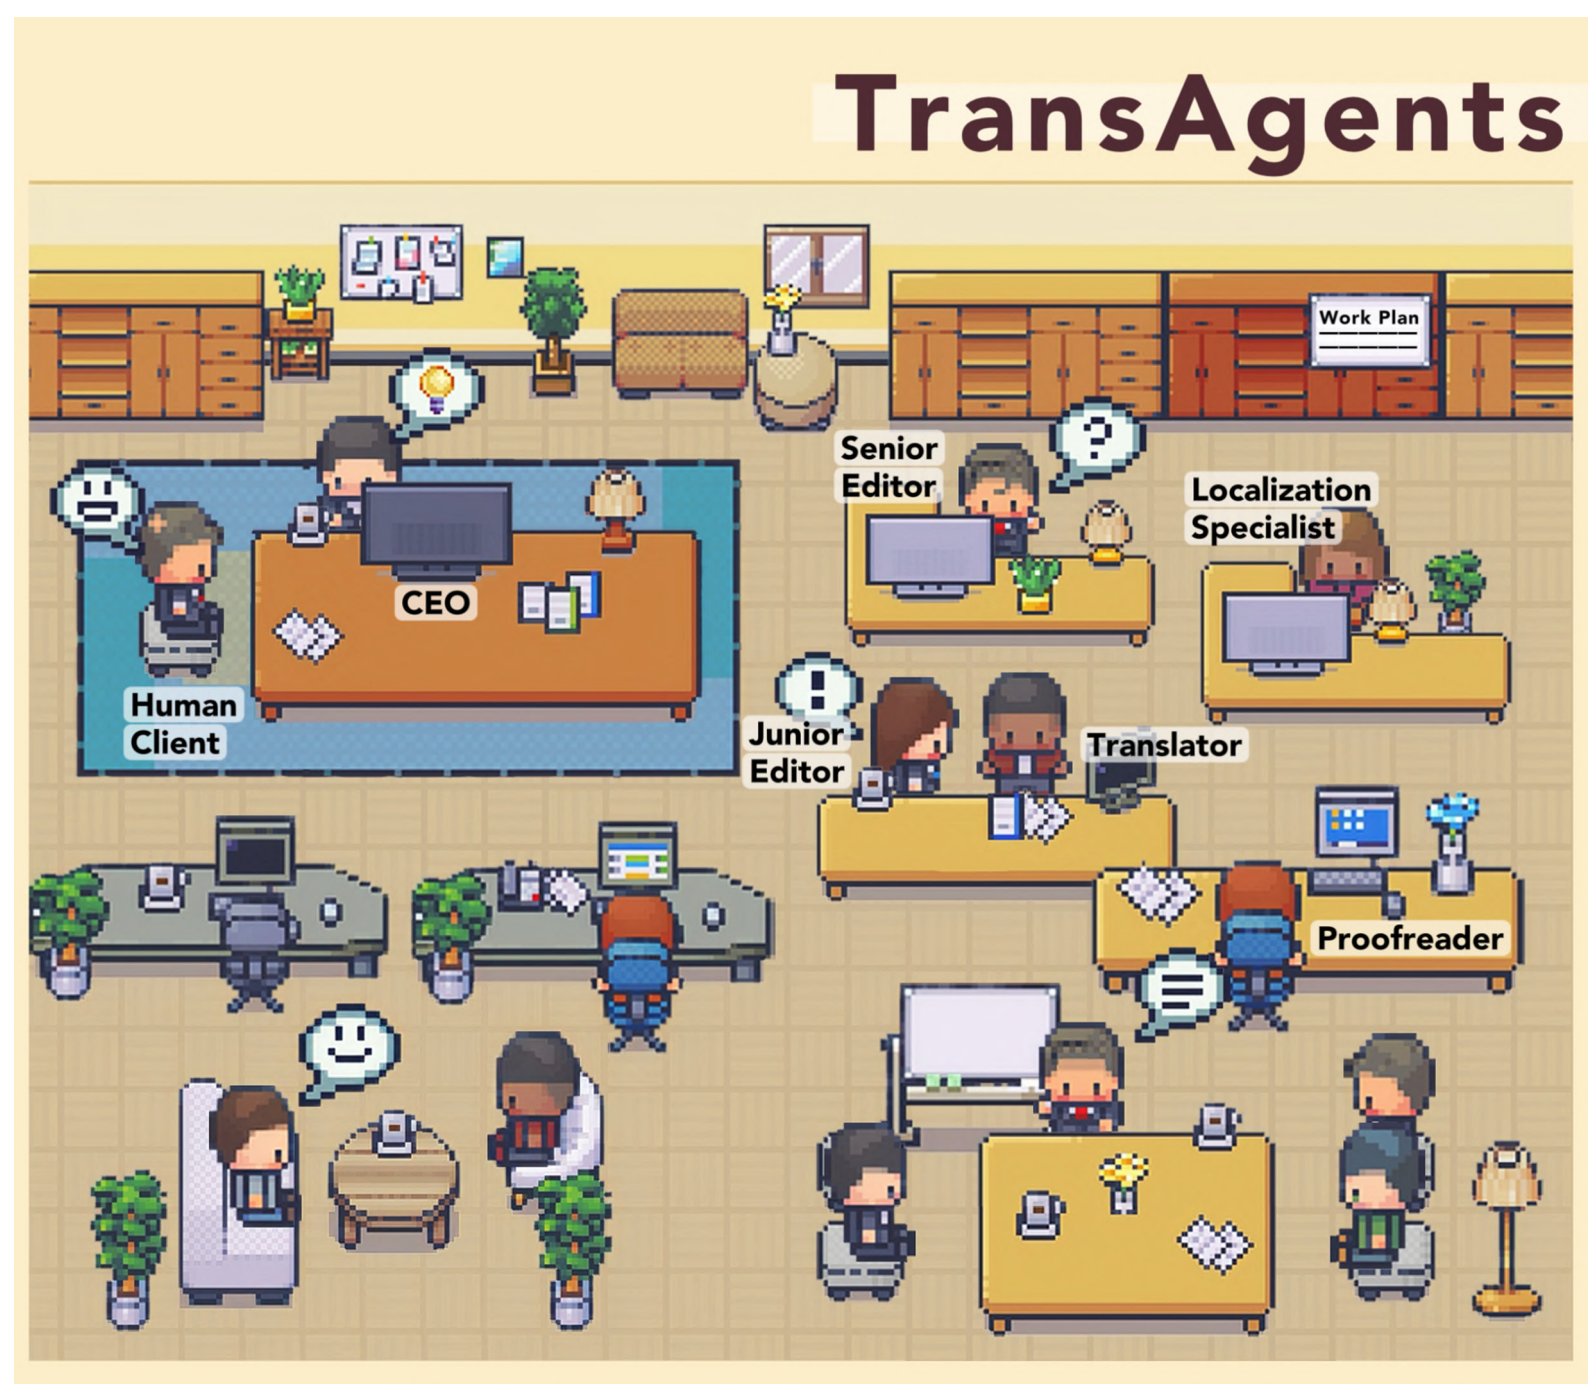 TransAgents
Work Plan
Senior
Editor
Localization
Specialist
CEO
Human
Client
Junior
Editor
Translator
Proofreader